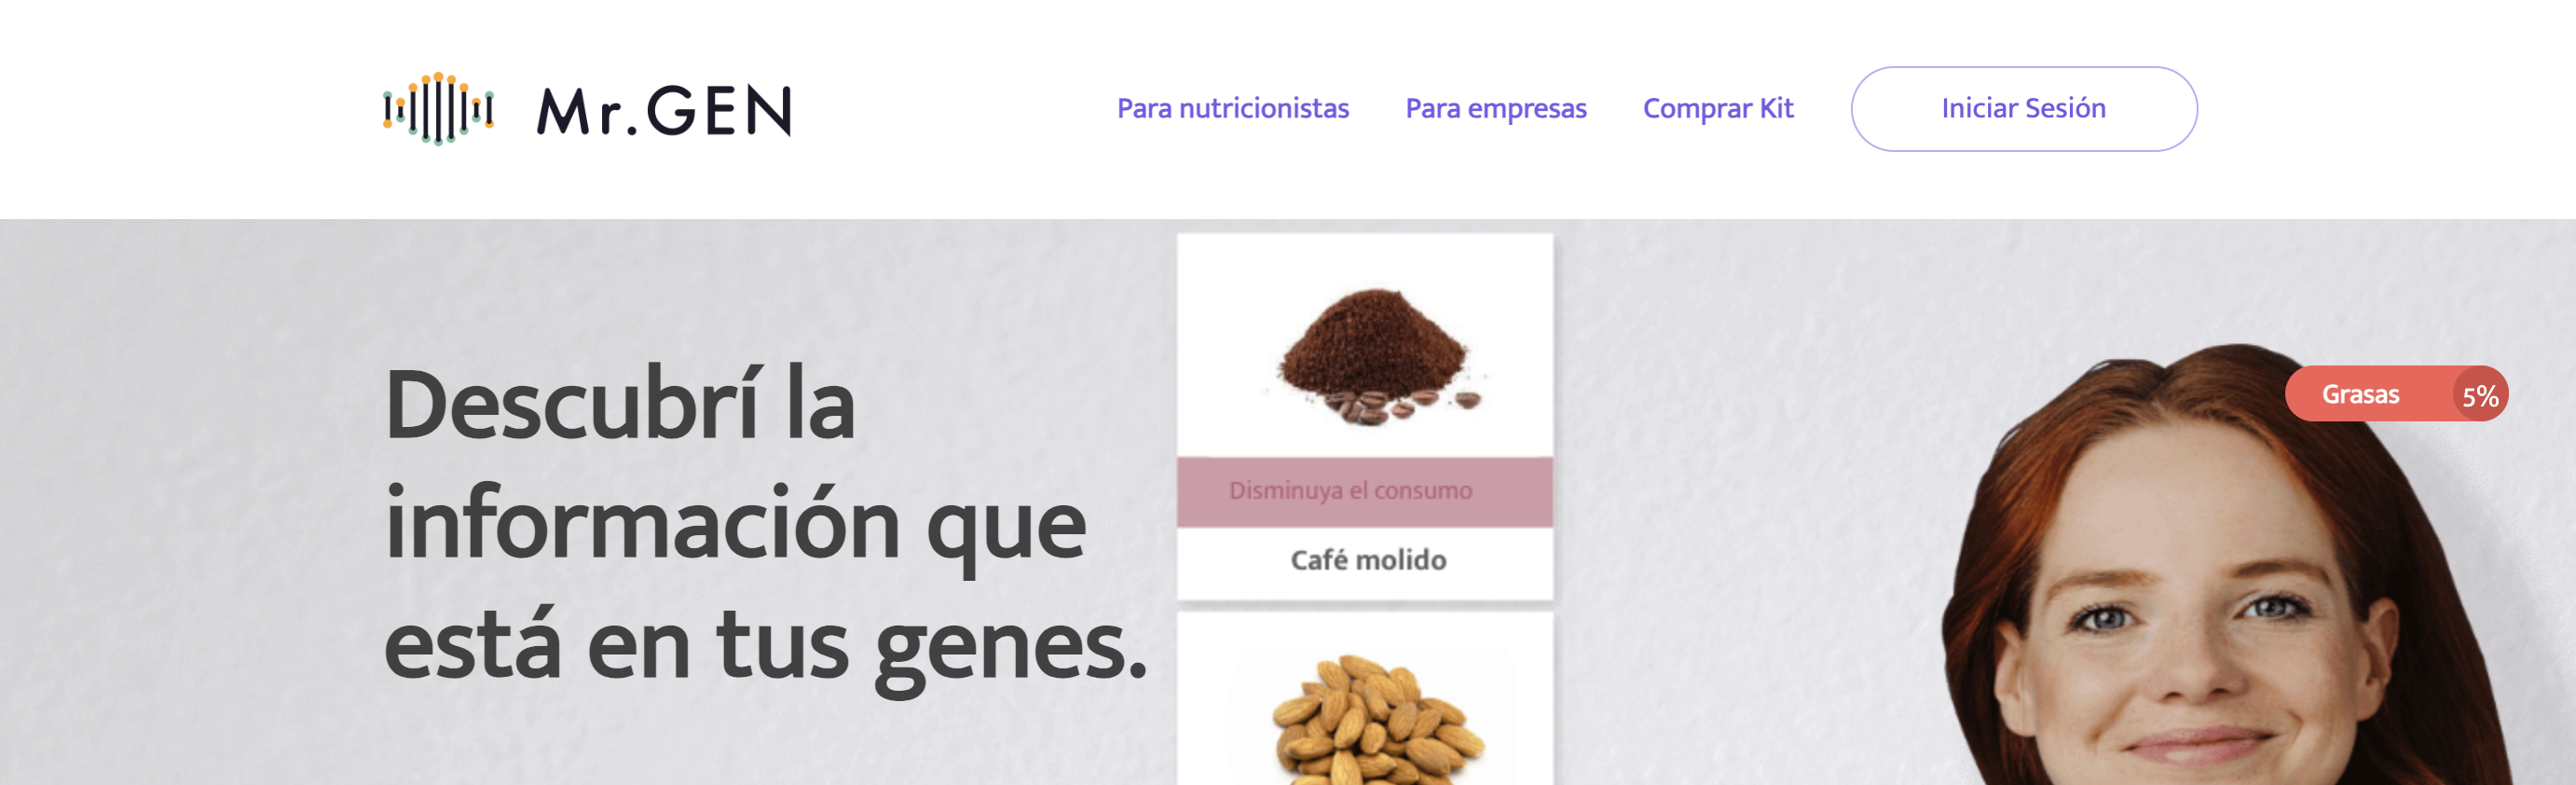 Mr.GEN
Para nutricionistas
Para empresas
Comprar Kit
Iniciar Sesión
Descubrí la
información que
está en tus genes.
Disminuya el consumo
Café molido
Grasas
5%